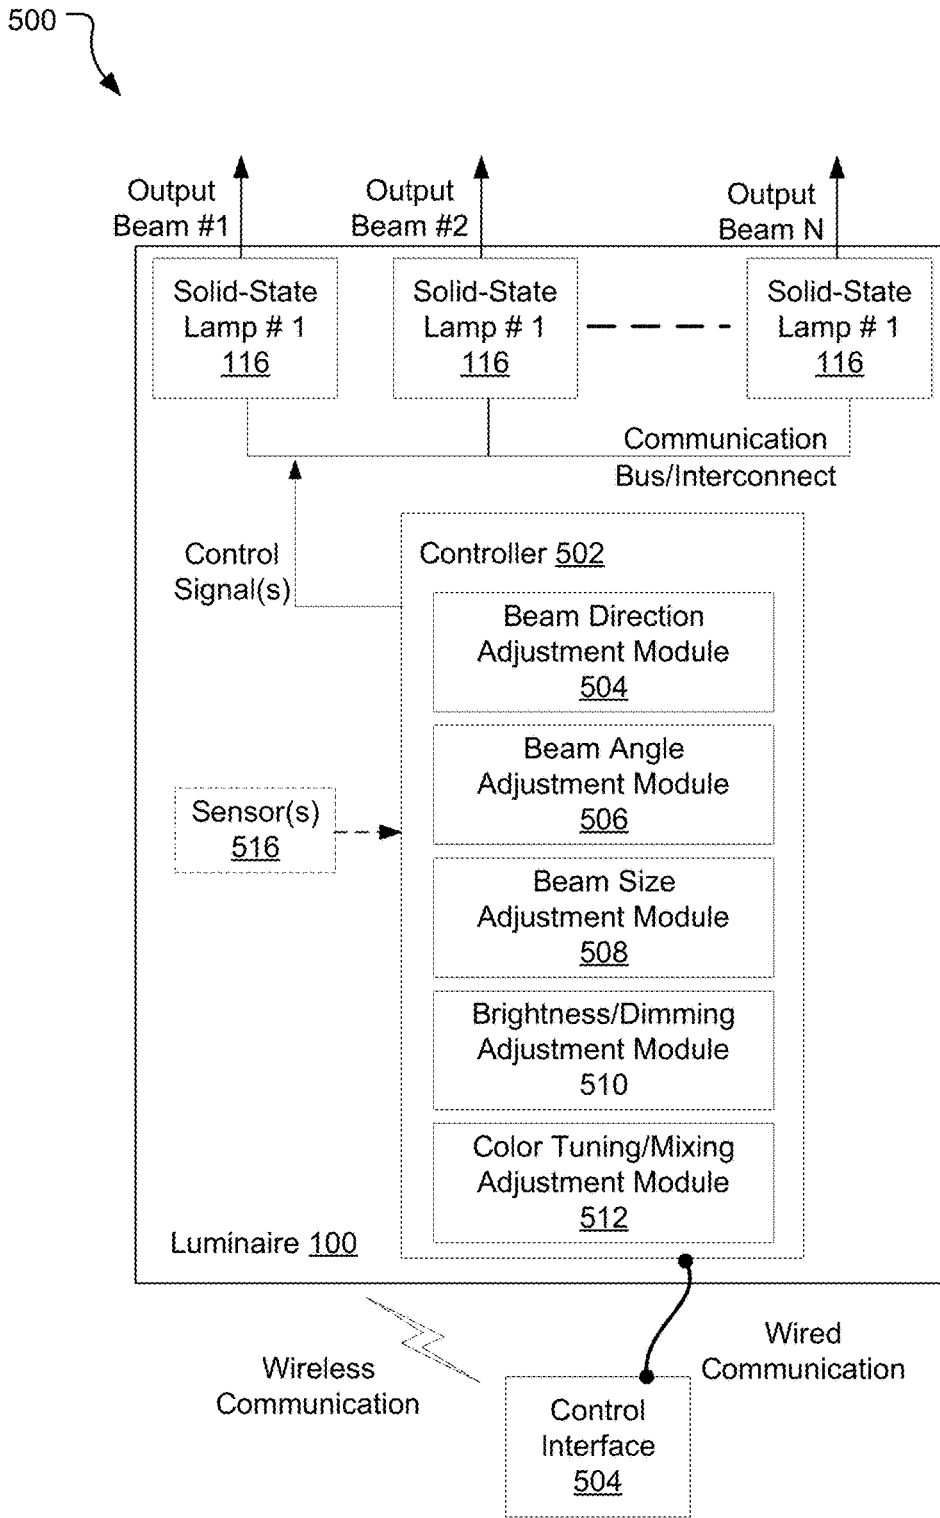 500
Output
Beam #1
Output
Beam #2
Output
Beam N
Solid-State
Lamp # 1
116
Solid-State
Lamp # 1
116
Solid-State
Lamp # 1
116
Communication
Bus/Interconnect
Control
Signal(s)
Controller 502
Beam Direction
Adjustment Module
504
Beam Angle
Adjustment Module
506
Sensor(s)
516
Beam Size
Adjustment Module
508
Brightness/Dimming
Adjustment Module
510
Color Tuning/Mixing
Adjustment Module
512
Luminaire 100
Wireless
Communication
Wired
Communication
Control
Interface
504